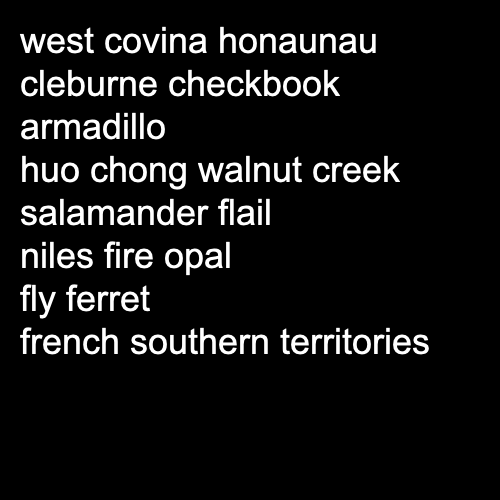 west covina honaunau
cleburne checkbook
armadillo
huo chong walnut creek
salamander flail
niles fire opal
fly ferret
french southern territories